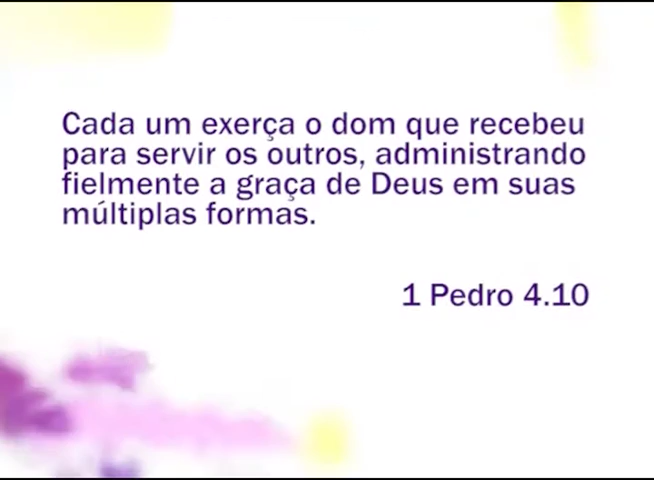 Cada um exerça o dom que recebeu
para servir os outros, administrando
fielmente a graça de Deus em suas
múltiplas formas.
1 Pedro 4.10